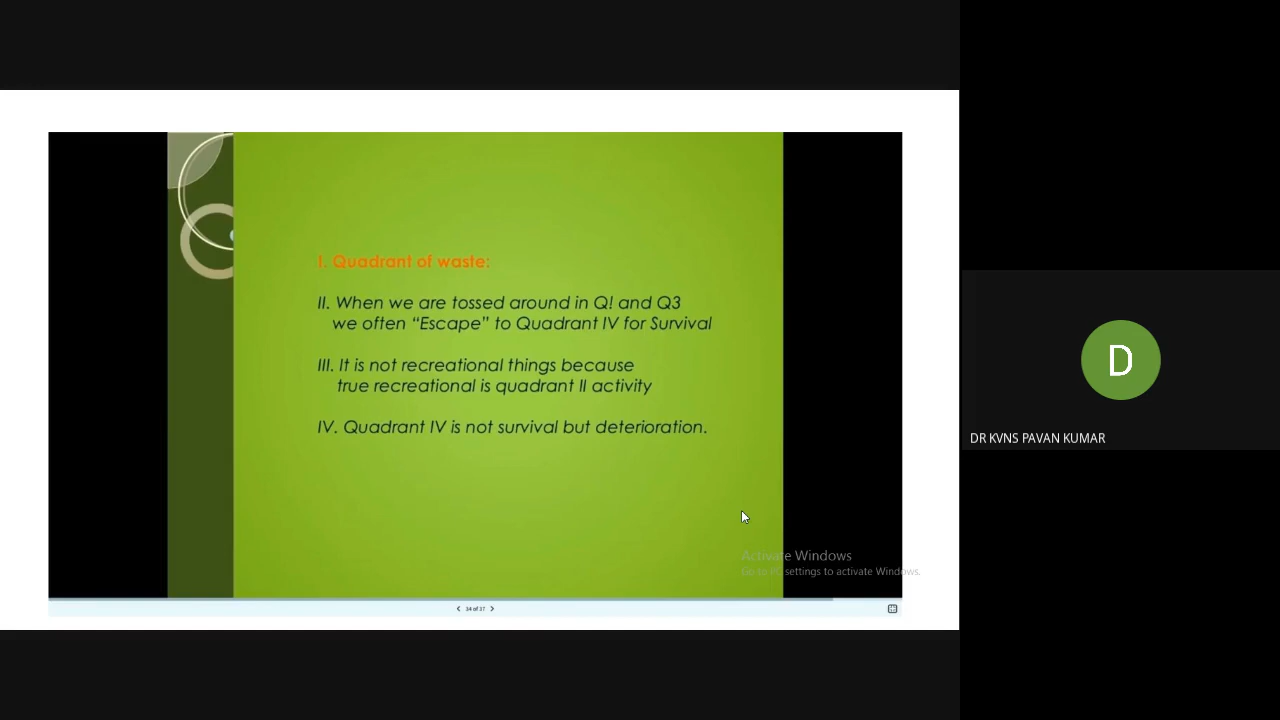 I. Quadrant of waste:
II. When we are tossed around in Q! and Q3
we often “Escape” to Quadrant IV for Survival
III. It is not recreational things because
true recreational is quadrant II activity
IV. Quadrant IV is not survival but deterioration.
Activate Windows
Go to PC settings to activate Windows.
34 of 37
D
DR KVNS PAVAN KUMAR